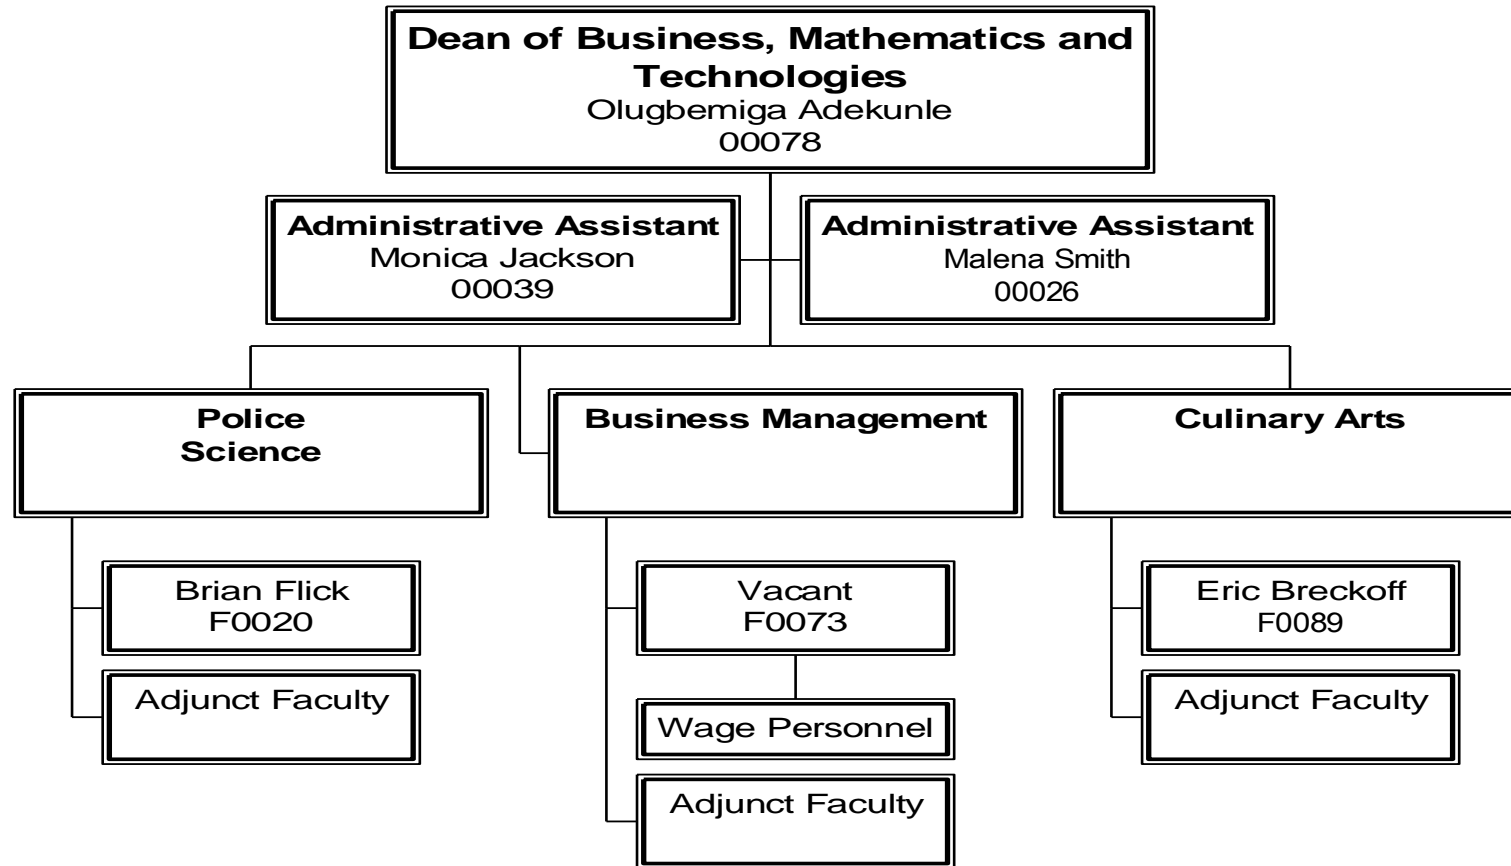 Dean of Business, Mathematics and
Technologies
Olugbemiga Adekunle
00078
Administrative Assistant
Monica Jackson
00039
Administrative Assistant
Malena Smith
00026
Police
Science
Business Management
Culinary Arts
Brian Flick
F0020
Adjunct Faculty
Vacant
F0073
Wage Personnel
Adjunct Faculty
Eric Breckoff
F0089
Adjunct Faculty